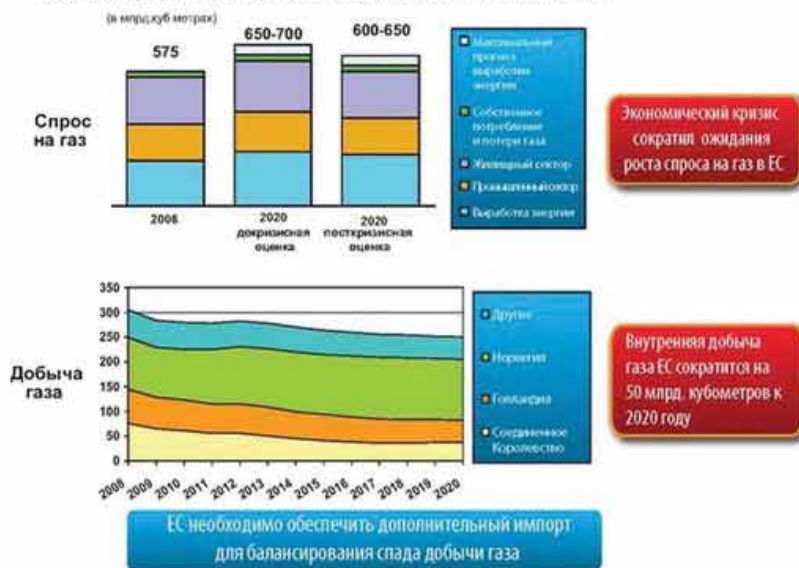 (в млрд.куб метрах)
575
650-700
600-650
Спрос
на газ
2008
2020
докризисная
оценка
2020
посткризисная
оценка
Максимальный
прогноз
выработки
энергии
Собственное
потребление
и потери газа
Жилищный сектор
Промышленный сектор
Выработка энергии
Экономический кризис
сократил ожидания
роста спроса на газ в ЕС
Добыча
газа
350
300
250
200
150
100
50
0
2008
2009
2010
2011
2012
2013
2014
2015
2016
2017
2018
2019
2020
Другие
Норвегия
Голландия
Соединенное
Королевство
Внутренняя добыча
газа ЕС сократится на
50 млрд. кубометров к
2020 году
ЕС необходимо обеспечить дополнительный импорт
для балансирования спада добычи газа